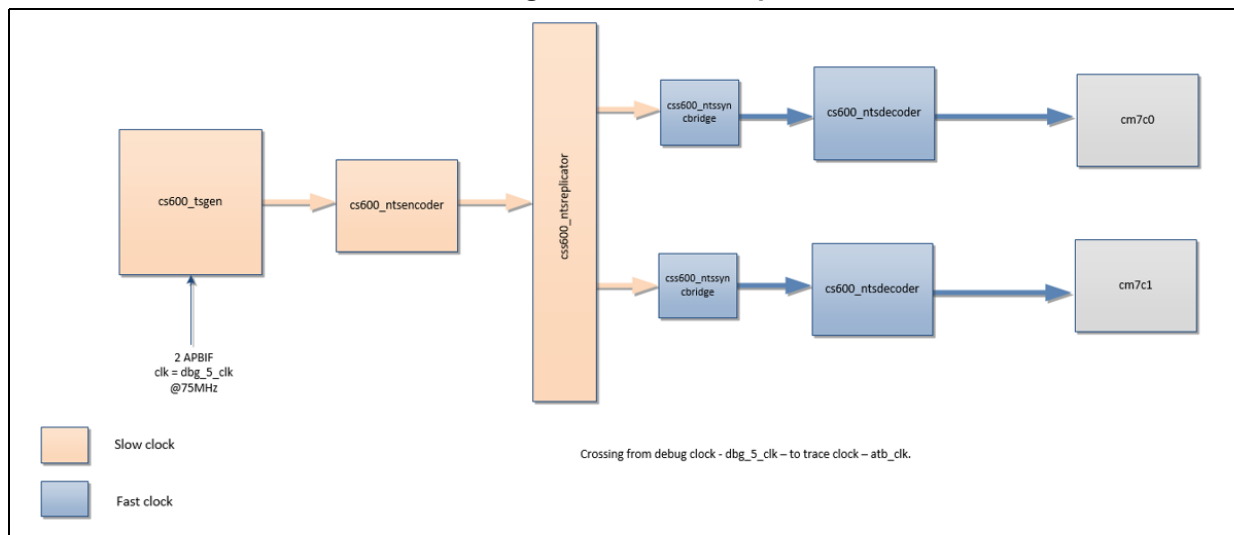 css600_ntssyn
cbridge
cs600_ntsdecoder
cm7c0
cs600_tsgen
cs600_ntsencoder
css600_ntsreplicator
css600_ntssyn
cbridge
cs600_ntsdecoder
cm7c1
2 APBIF
clk = dbg_5_clk
@75MHz
Slow clock
Crossing from debug clock - dbg_5_clk – to trace clock – atb_clk.
Fast clock